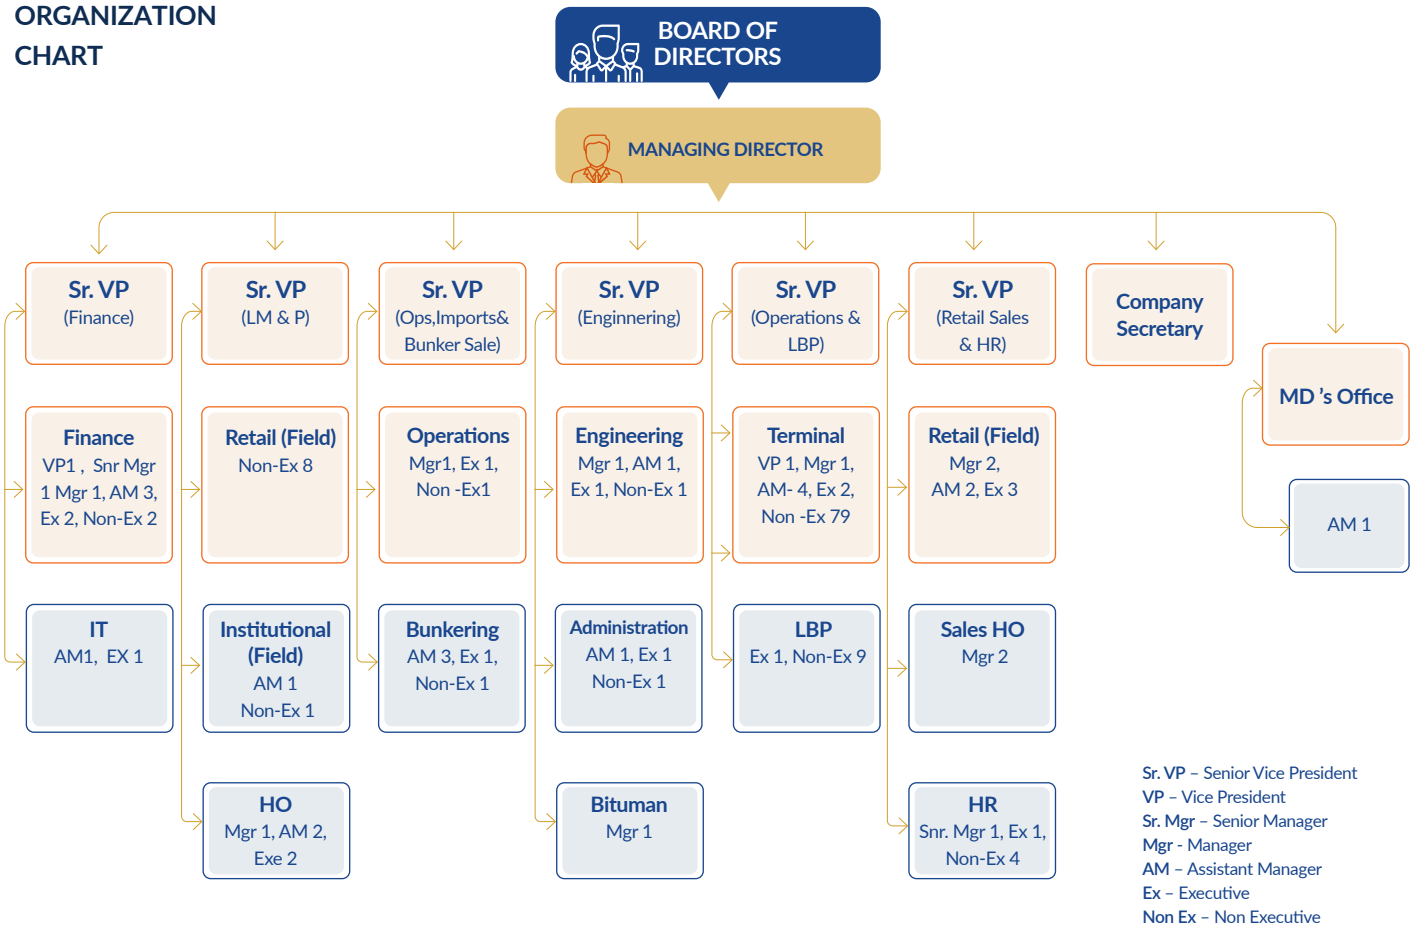 ORGANIZATION
CHART
BOARD OF
DIRECTORS
MANAGING DIRECTOR
Sr. VP
(Finance)
Sr. VP
(LM & P)
Sr. VP
(Ops,Imports&
Bunker Sale)
Sr. VP
(Enginnering)
Sr. VP
(Operations &
LBP)
Sr. VP
(Retail Sales
& HR)
Company
Secretary
MD 's Office
Finance
VP1 , Snr Mgr
1 Mgr 1, AM 3,
Ex 2, Non-Ex 2
Retail (Field)
Non-Ex 8
Operations
Mgr1, Ex 1,
Non -Ex1
Engineering
Mgr 1, AM 1,
Ex 1, Non-Ex 1
Terminal
VP 1, Mgr 1,
AM- 4, Ex 2,
Non -Ex 79
Retail (Field)
Mgr 2,
AM 2, Ex 3
AM 1
IT
AM1, EX 1
Institutional
(Field)
AM 1
Non-Ex 1
Bunkering
AM 3, Ex 1,
Non-Ex 1
Administration
AM 1, Ex 1
Non-Ex 1
LBP
Ex 1, Non-Ex 9
Sales HO
Mgr 2
HO
Mgr 1, AM 2,
Exe 2
Bituman
Mgr 1
HR
Snr. Mgr 1, Ex 1,
Non-Ex 4
Sr. VP – Senior Vice President
VP – Vice President
Sr. Mgr – Senior Manager
Mgr - Manager
AM – Assistant Manager
Ex – Executive
Non Ex – Non Executive